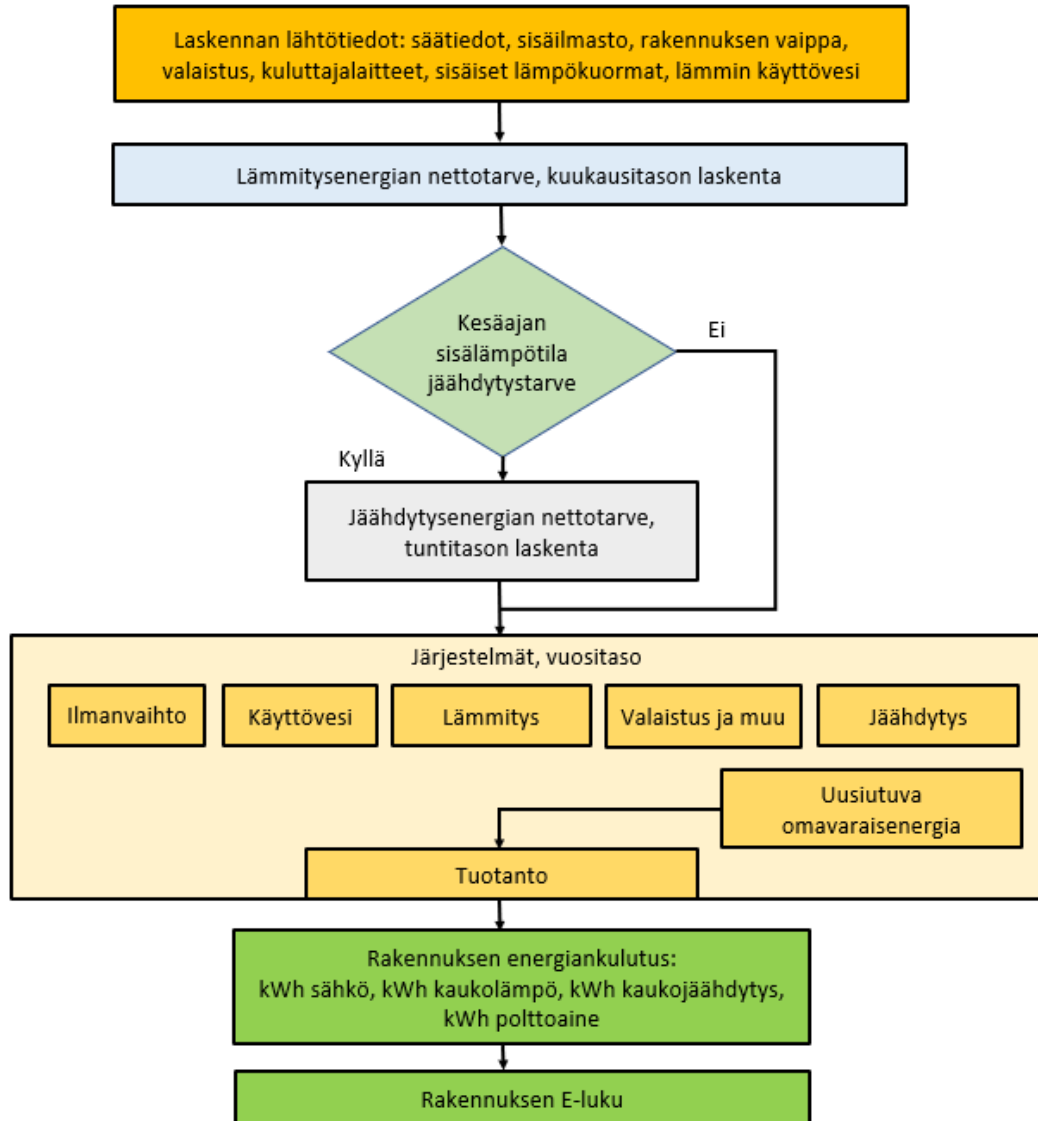 Laskennan lähtötiedot: säätiedot, sisäilmasto, rakennuksen vaippa,
valaistus, kuluttajalaitteet, sisäiset lämpökuormat, lämmin käyttövesi
Lämmitysenergian nettotarve, kuukausitason laskenta
Kesäajan
sisälämpötila
jäähdytystarve
Ei
Kyllä
Jäähdytysenergian nettotarve,
tuntitason laskenta
Järjestelmät, vuositaso
Ilmanvaihto
Käyttövesi
Lämmitys
Valaistus ja muu
Jäähdytys
Uusiutuva
omavaraisenergia
Tuotanto
Rakennuksen energiankulutus:
kWh sähkö, kWh kaukolämpö, kWh kaukojäähdytys,
kWh polttoaine
Rakennuksen E-luku